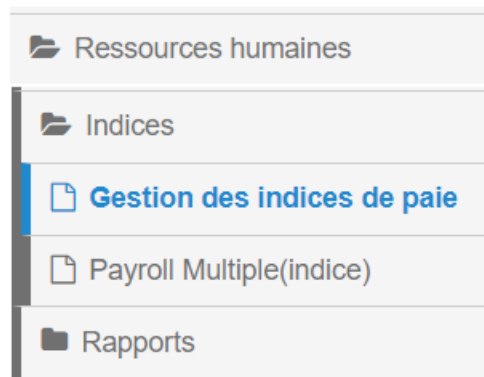 Ressources humaines
Indices
Gestion des indices de paie
Payroll Multiple(indice)
Rapports